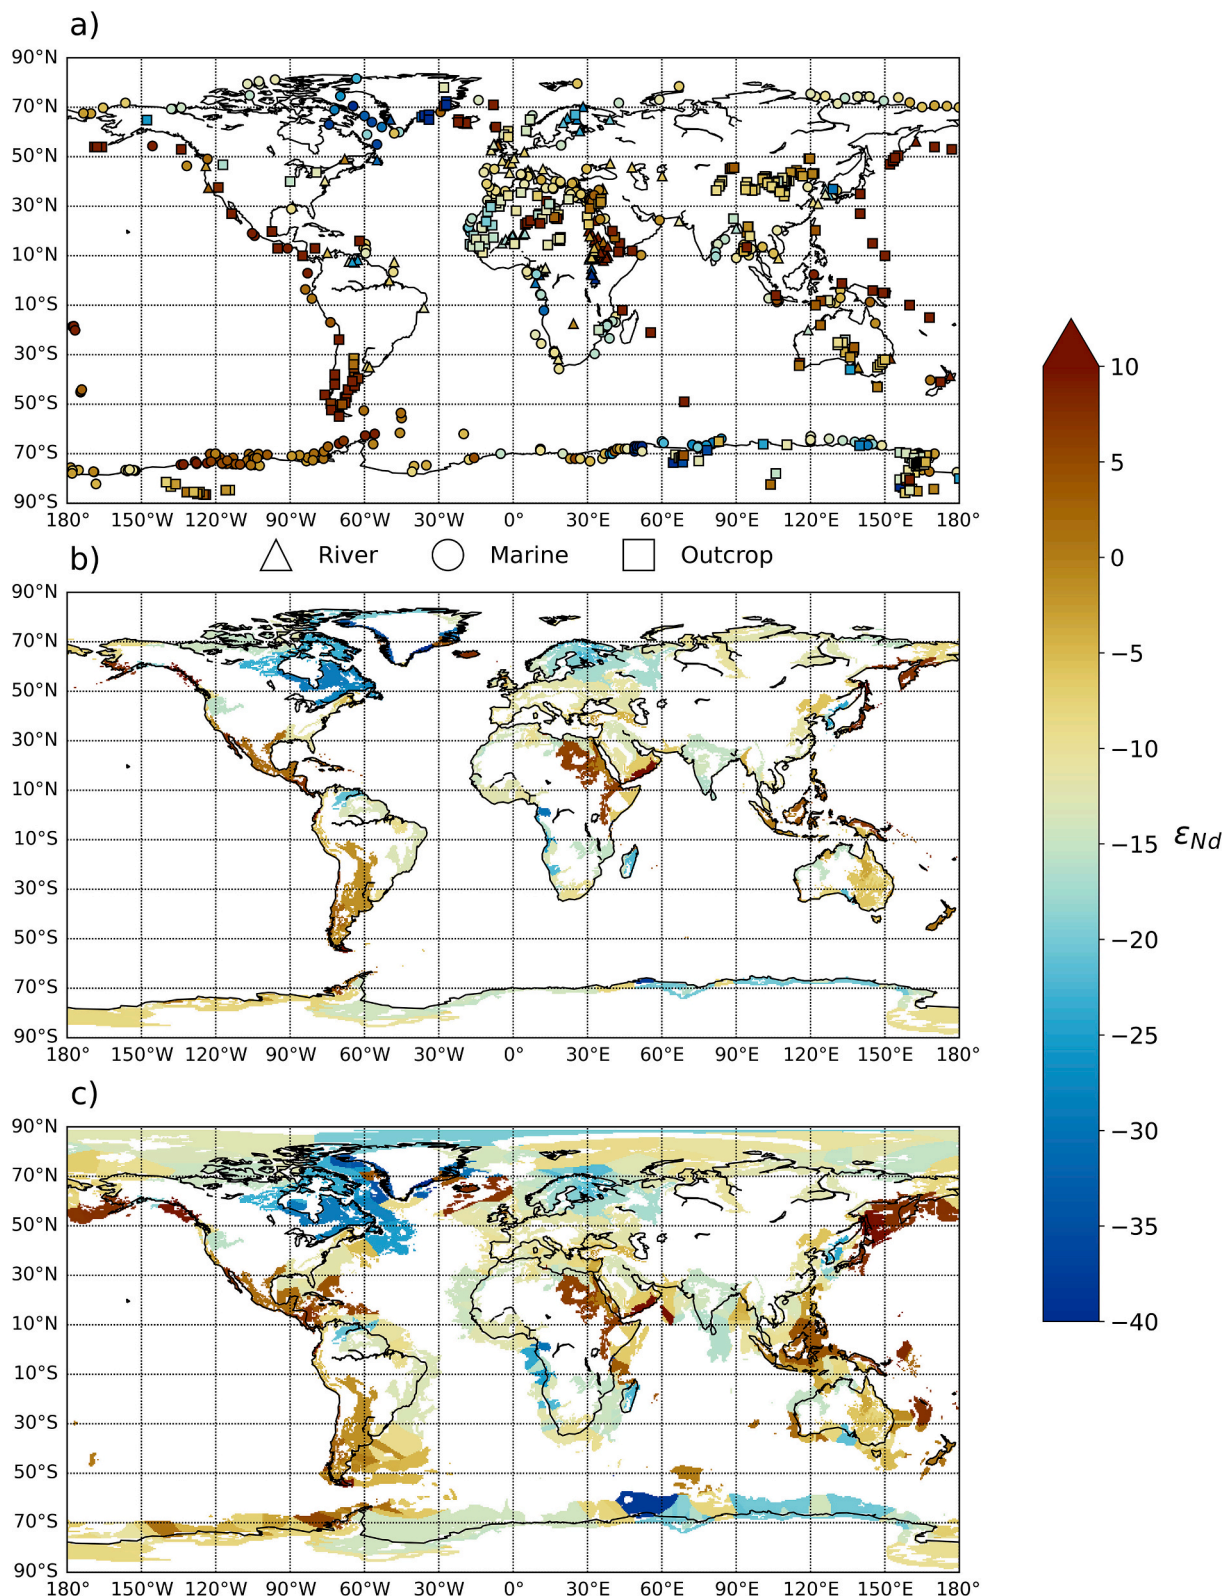 a)
90°N
70°N
50°N
30°N
10°N
10°S
30°S
50°S
70°S
90°S
180° 150°W 120°W 90°W 60°W 30°W 0° 30°E 60°E 90°E 120°E 150°E 180°
River Marine Outcrop
b)
90°N
70°N
50°N
30°N
10°N
10°S
30°S
50°S
70°S
90°S
180° 150°W 120°W 90°W 60°W 30°W 0° 30°E 60°E 90°E 120°E 150°E 180°
c)
90°N
70°N
50°N
30°N
10°N
10°S
30°S
50°S
70°S
90°S
180° 150°W 120°W 90°W 60°W 30°W 0° 30°E 60°E 90°E 120°E 150°E 180°
10
5
0
−5
−10
−15
−20
−25
−30
−35
−40
εNd